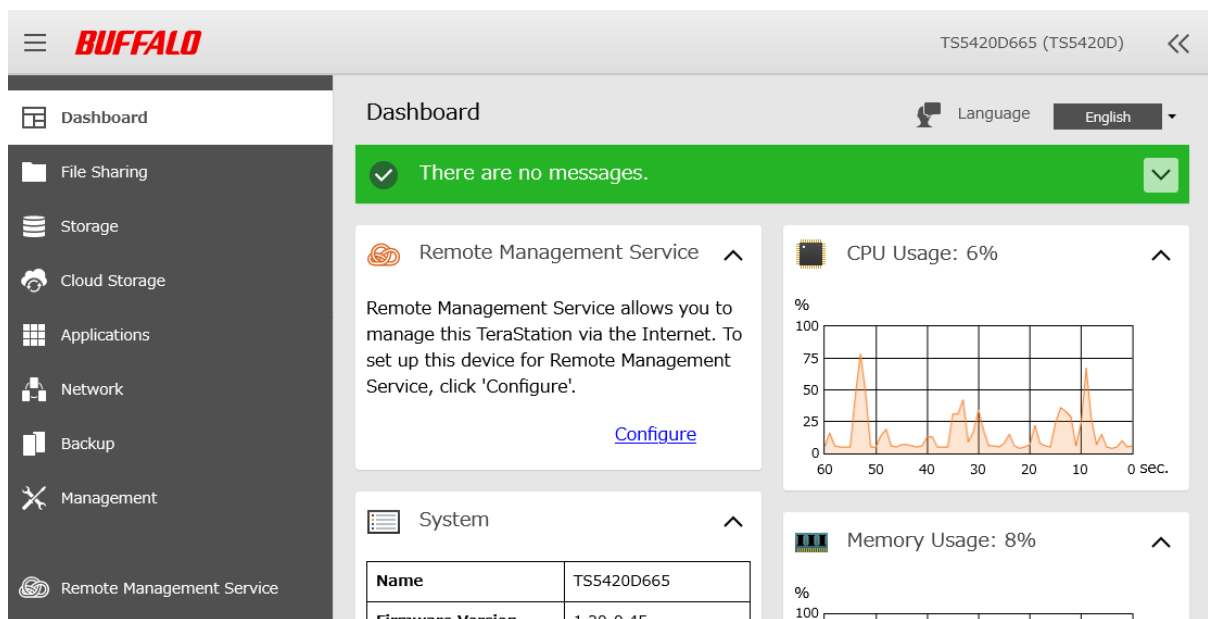 BUFFALO
TS5420D665 (TS5420D)
Dashboard
File Sharing
Storage
Cloud Storage
Applications
Network
Backup
Management
Remote Management Service
Dashboard
Language
English
There are no messages.
Remote Management Service
Remote Management Service allows you to
manage this TeraStation via the Internet. To
set up this device for Remote Management
Service, click 'Configure'.
Configure
System
Name TS5420D665
CPU Usage: 6%
%
100
75
50
25
0
60 50 40 30 20 10 0 sec.
Memory Usage: 8%
%
100